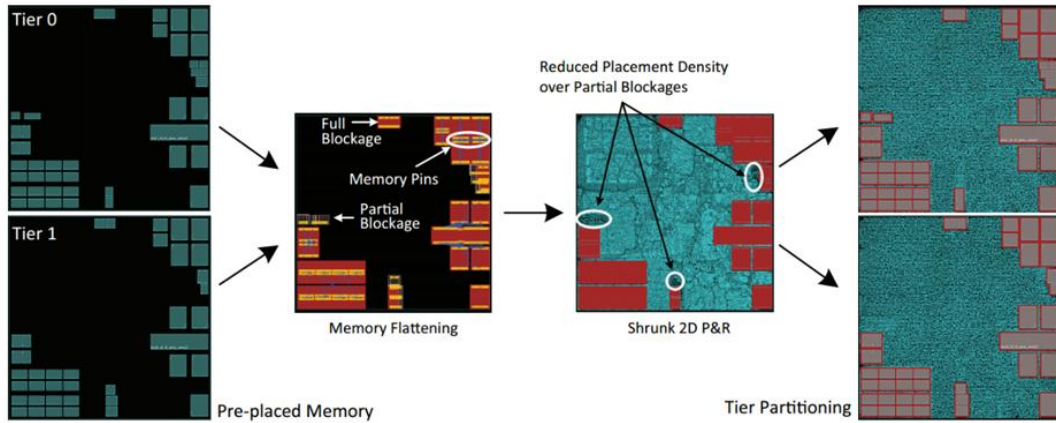 Tier 0
Tier 1
Pre-placed Memory
Full
Blockage
Memory Pins
Partial
Blockage
Memory Flattening
Reduced Placement Density
over Partial Blockages
Shrunk 2D P&R
Tier Partitioning